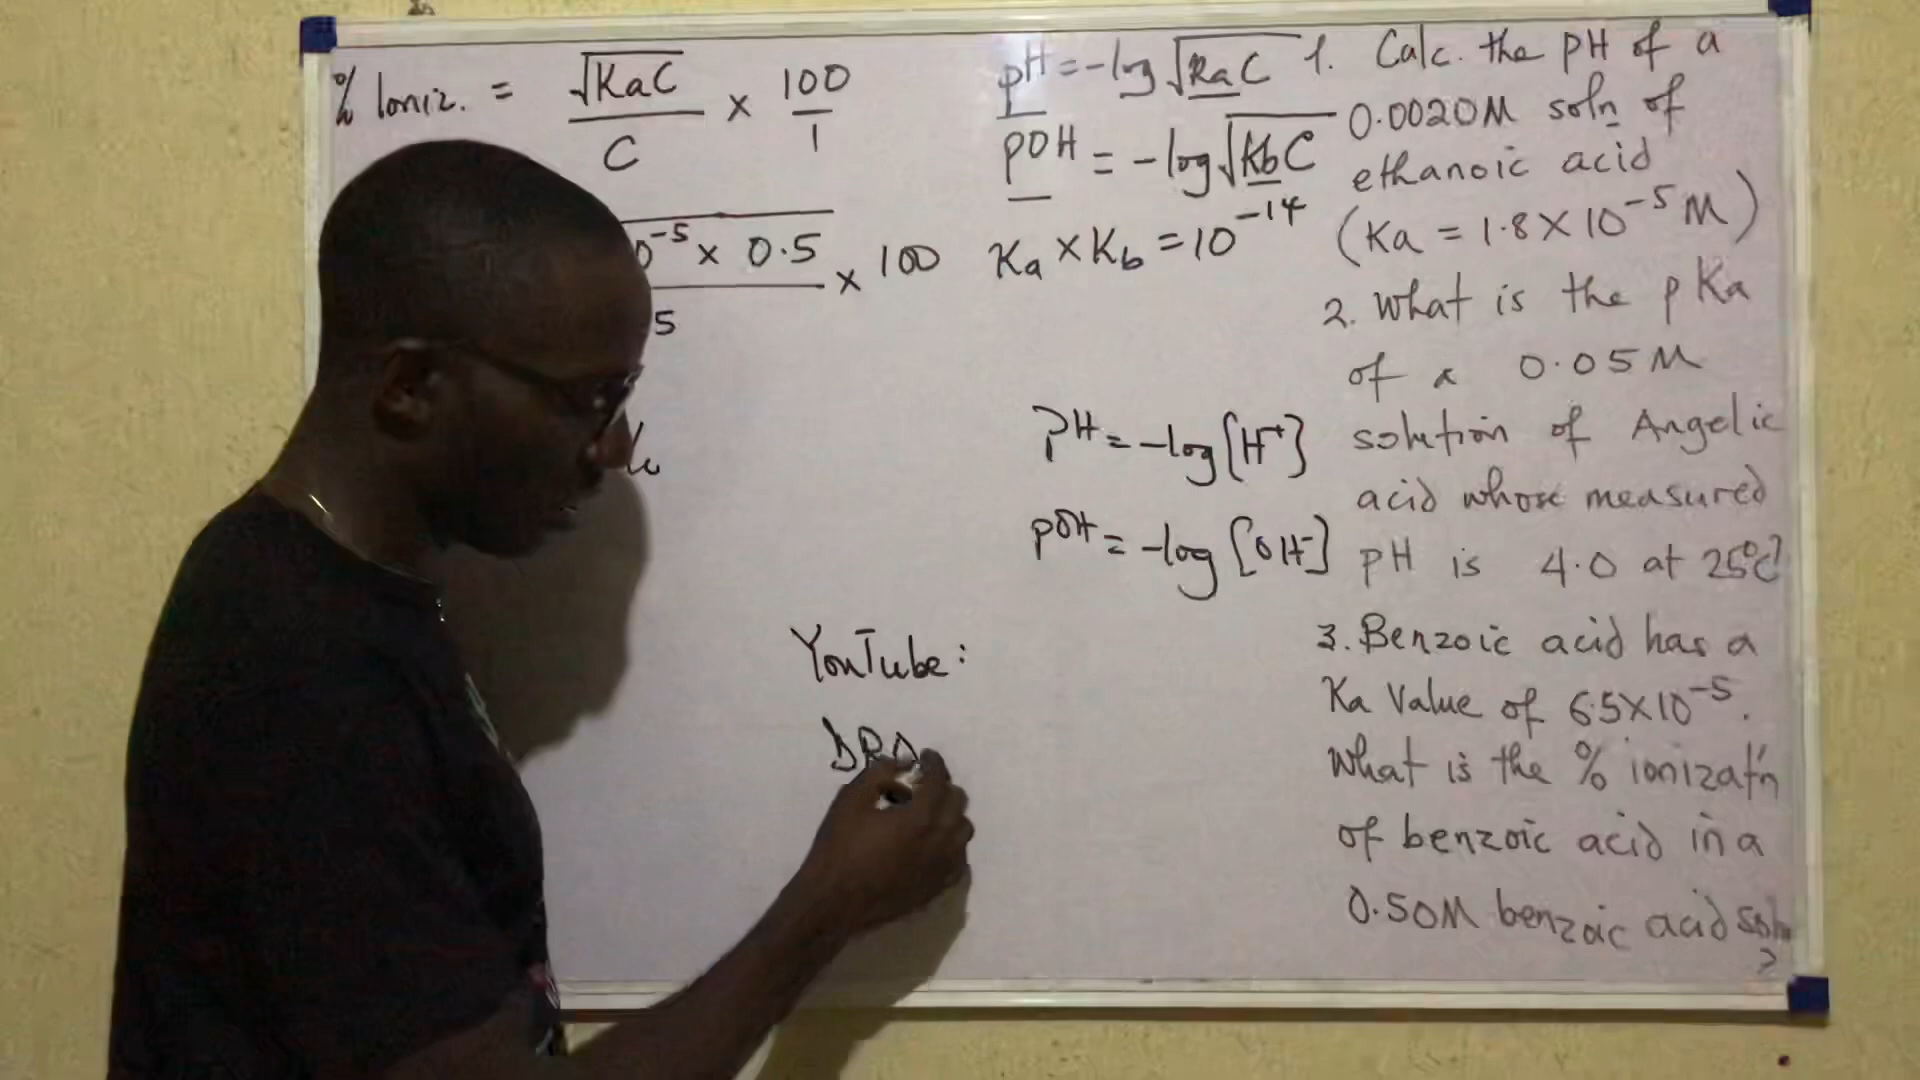 % Ioniz. = √KaC / C × 100 / 1
0⁻⁵ × 0.5 / 5 × 100
pH = -log √KaC
pOH = -log √KbC
Ka × Kb = 10⁻¹⁴
pH = -log [H⁺]
pOH = -log [OH⁻]
YouTube:
1. Calc. the pH of a
0.0020M soln of
ethanoic acid
(Ka = 1.8 × 10⁻⁵ M)
2. What is the pKa
of a 0.05M
solution of Angelic
acid whose measured
pH is 4.0 at 25°C?
3. Benzoic acid has a
Ka value of 6.5×10⁻⁵.
What is the % ionizat'n
of benzoic acid in a
0.50M benzoic acid soln
?